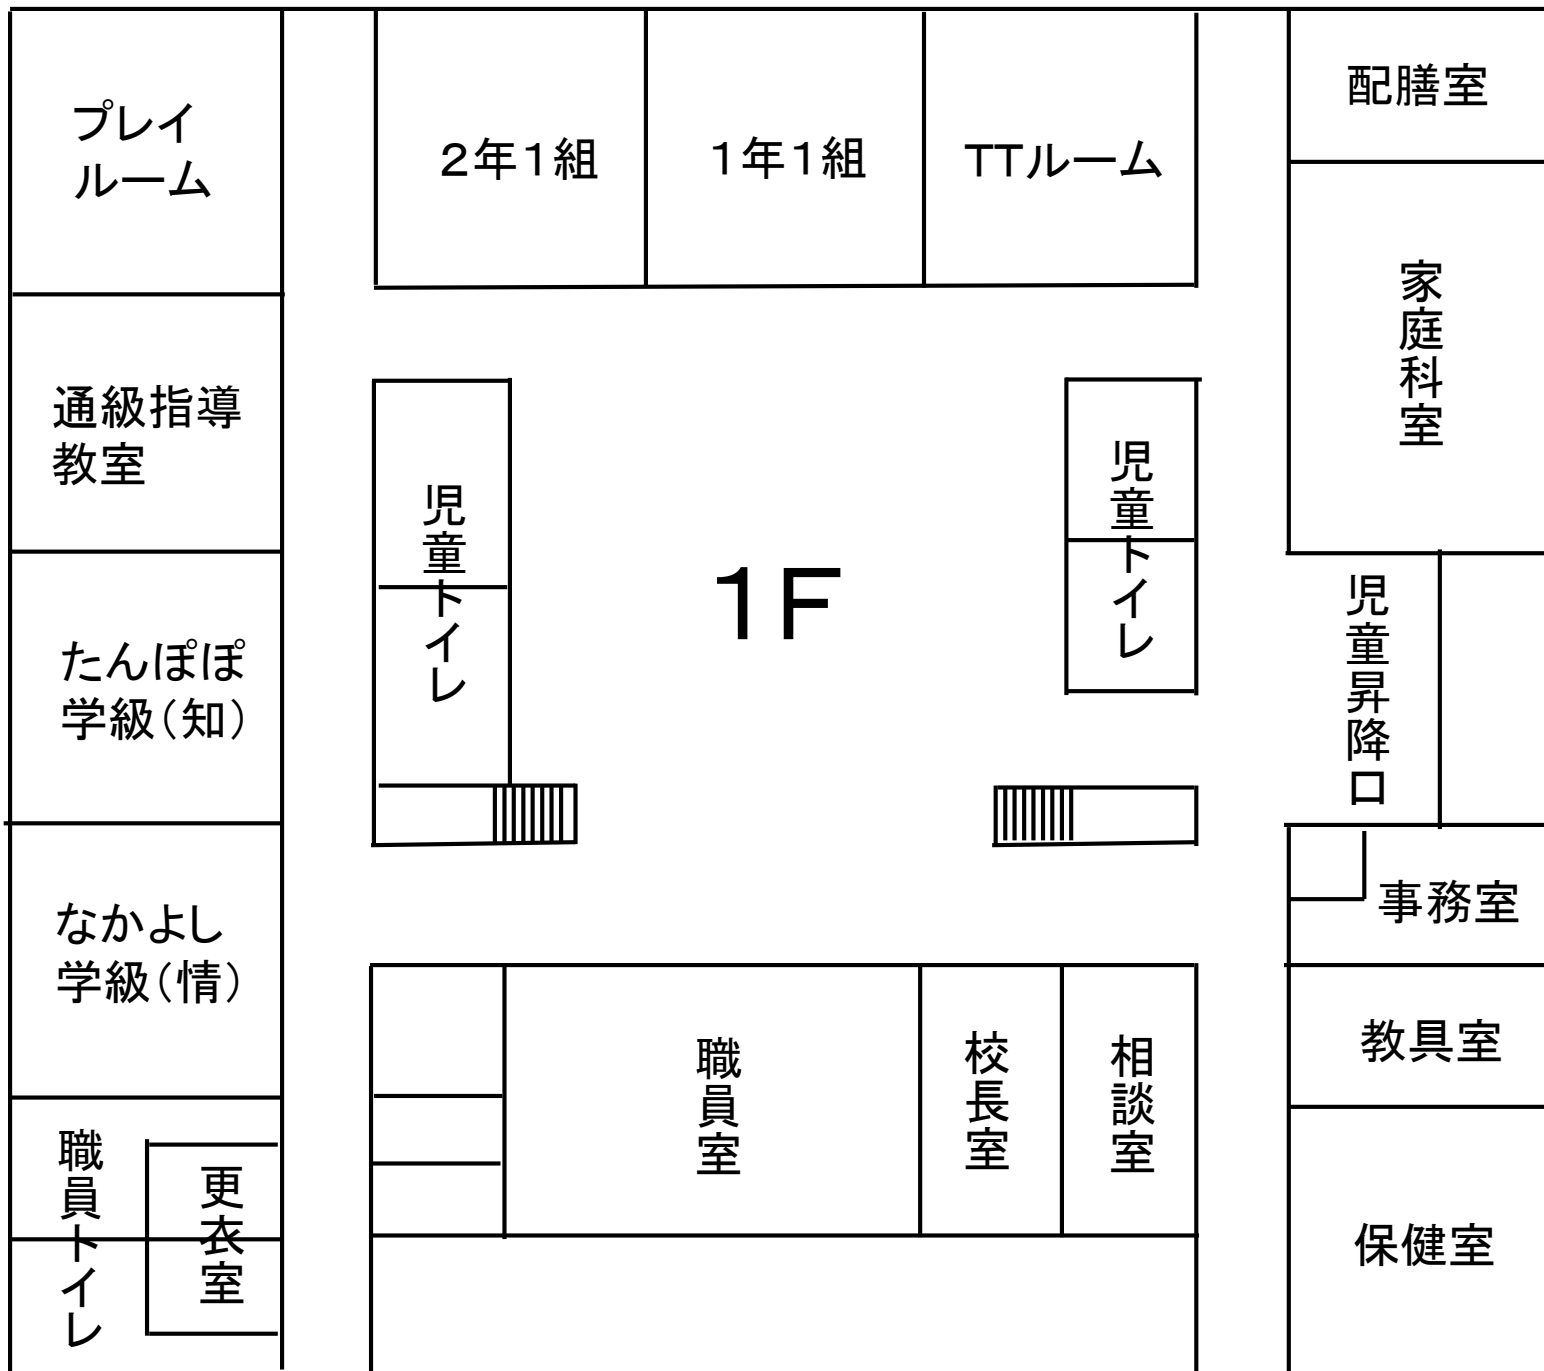 プレイ
ルーム
2年1組
1年1組
TTルーム
配膳室
家庭科室
通級指導
教室
児童トイレ
1F
児童トイレ
たんぽぽ
学級(知)
児童昇降口
なかよし
学級(情)
事務室
職員室
校長室
相談室
教具室
職員トイレ
更衣室
保健室